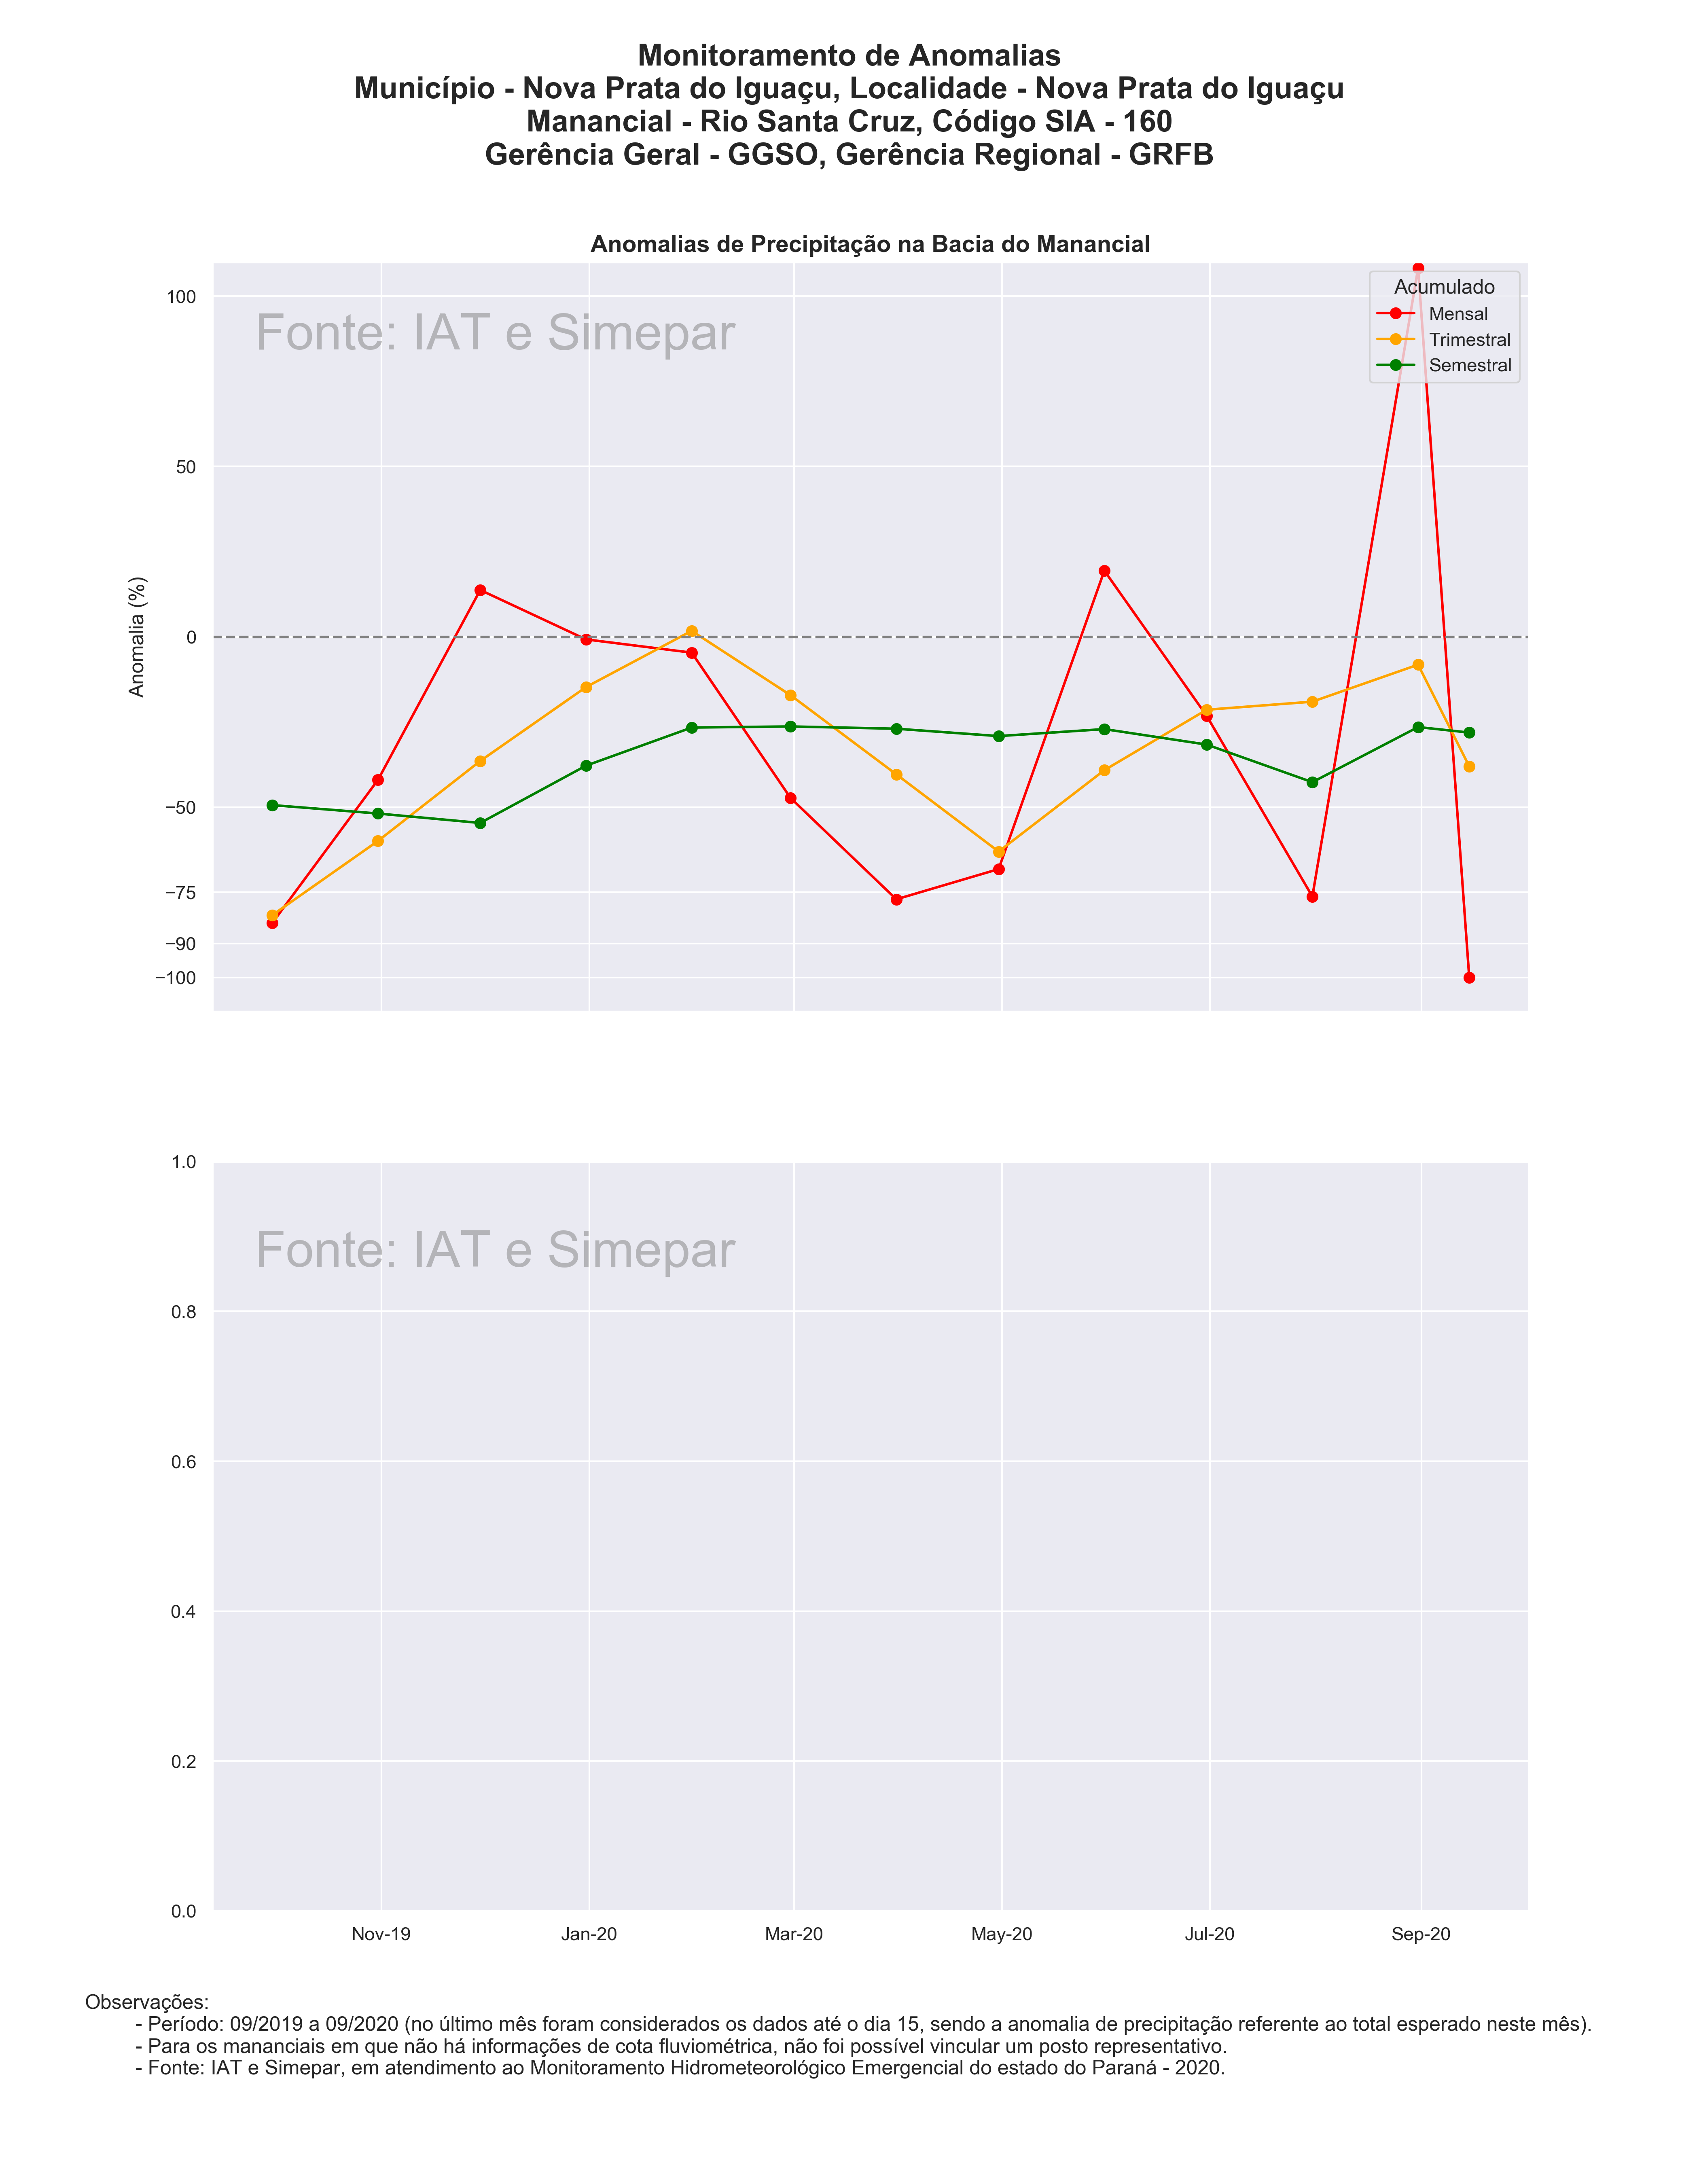 Monitoramento de Anomalias
Município - Nova Prata do Iguaçu, Localidade - Nova Prata do Iguaçu
Manancial - Rio Santa Cruz, Código SIA - 160
Gerência Geral - GGSO, Gerência Regional - GRFB
Anomalias de Precipitação na Bacia do Manancial
Fonte: IAT e Simepar
Acumulado
Mensal
Trimestral
Semestral
Anomalia (%)
100
50
0
−50
−75
−90
−100
Fonte: IAT e Simepar
1.0
0.8
0.6
0.4
0.2
0.0
Nov-19 Jan-20 Mar-20 May-20 Jul-20 Sep-20
Observações:
- Período: 09/2019 a 09/2020 (no último mês foram considerados os dados até o dia 15, sendo a anomalia de precipitação referente ao total esperado neste mês).
- Para os mananciais em que não há informações de cota fluviométrica, não foi possível vincular um posto representativo.
- Fonte: IAT e Simepar, em atendimento ao Monitoramento Hidrometeorológico Emergencial do estado do Paraná - 2020.